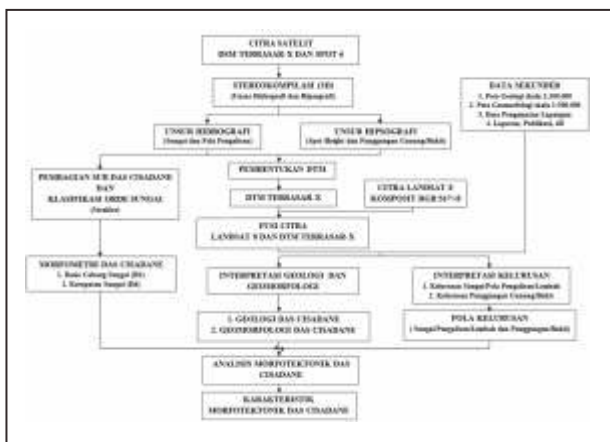 CITRA SATELIT
DSM TERRASAR-X DAN SPOT 6
STEREOKOMPILASI (3D)
(Unsur Hidrografi dan Hipsografi)
DATA SEKUNDER
1. Peta Geologi skala 1:100.000
2. Peta Geomorfologi skala
3. Data Pengamatan Lapangan
4. Laporan, Publikasi, dll
UNSUR HIDROGRAFI
(Sungai dan Pola Pengaliran)
UNSUR HIPSOGRAFI
(Spot Height dan Punggungan Gunung/Bukit)
PEMBENTUKAN DTM
PEMBAGIAN SUB DAS CISADANE
DAN
KLASIFIKASI ORDE SUNGAI
(Strahler)
DTM TERRASAR-X
CITRA LANDSAT 8
KOMPOSIT RGB 567+8
FUSI CITRA
LANDSAT 8 DAN DTM TERRASAR-X
MORFOMETRI DAS CISADANE
1. Rasio Cabang Sungai (Rb)
2. Kerapatan Sungai (Dd)
INTERPRETASI GEOLOGI DAN
GEOMORFOLOGI
INTERPRETASI KELURUSAN
1. Kelurusan Sungai/Pola Pengaliran/Lembah
2. Kelurusan Punggungan Gunung/Bukit
1. GEOLOGI DAS CISADANE
2. GEOMORFOLOGI DAS CISADANE
POLA KELURUSAN
(Sungai/Pengaliran/Lembah dan Punggungan/Bukit)
ANALISIS MORFOTEKTONIK DAS
CISADANE
KARAKTERISTIK
MORFOTEKTONIK DAS CISADANE